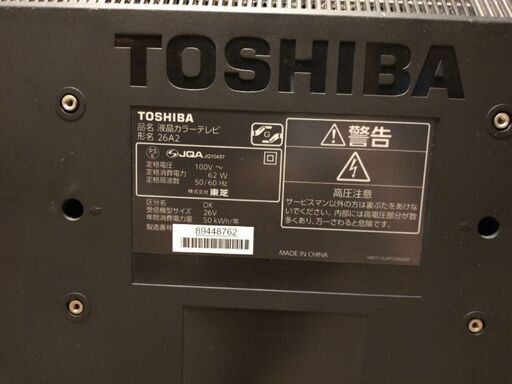 TOSHIBA
TOSHIBA
品名 液晶カラーテレビ
形名 26A2
PS
E
JQA JQ10437
定格電圧 100V~
定格消費電力 62 W
定格周波数 50/60 Hz
株式会社 東芝
区分名 DK
受信機型サイズ 26V
年間消費電力量 50 kWh/年
製造番号 89448762
G
警告
高圧注意
サービスマン以外の方は裏ぶたをあけな
いでください。内部には高電圧部分が数
多くあり、万一さわると危険です。
MADE IN CHINA